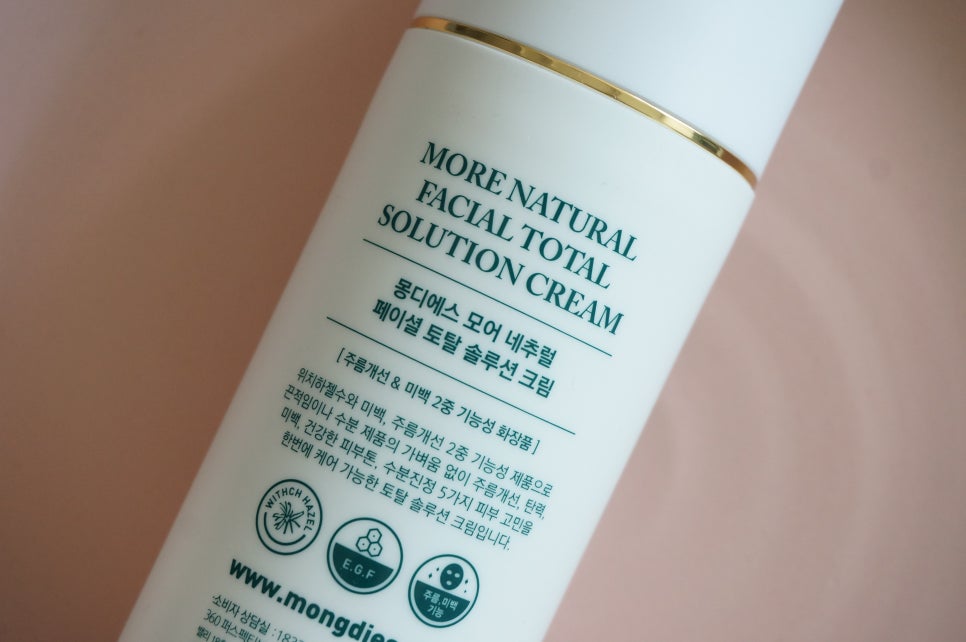 MORE NATURAL
FACIAL TOTAL
SOLUTION CREAM
몽디에스 모어 네추럴
페이셜 토탈 솔루션 크림
[ 주름개선 & 미백 2중 기능성 화장품 ]
위치하젤수와 미백, 주름개선 2중 기능성 제품으로
끈적임이나 수분 제품의 가벼움 없이 주름개선, 탄력,
미백, 건강한 피부톤, 수분진정 5가지 피부 고민을
한번에 케어 가능한 토탈 솔루션 크림입니다.
WITHCH HAZEL
E.G.F
주름,미백
기능
www.mongdies
소비자 상담실 : 18
360 퍼스펙티